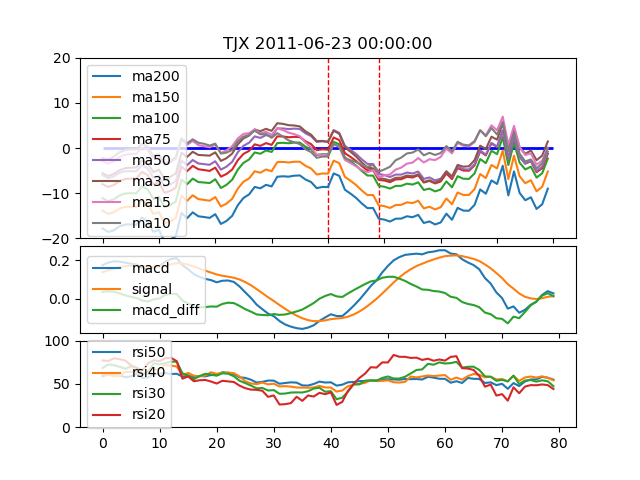 TJX 2011-06-23 00:00:00
20
10
0
−10
−20
ma200
ma150
ma100
ma75
ma50
ma35
ma15
ma10
0.2
0.0
macd
signal
macd_diff
100
50
0
rsi50
rsi40
rsi30
rsi20
0 10 20 30 40 50 60 70 80